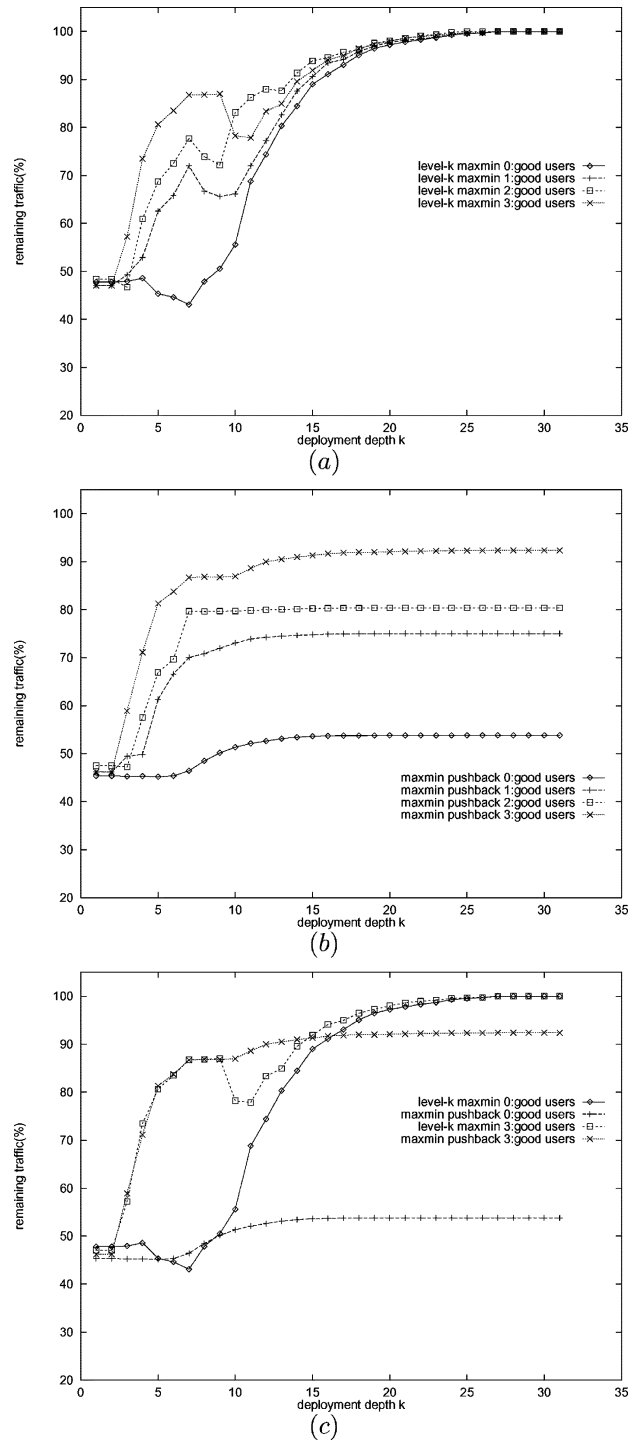 100
90
80
70
60
50
40
30
20
0
5
10
15
20
25
30
35
remaining traffic(%)
deployment depth k
level-k maxmin 0:good users
level-k maxmin 1:good users
level-k maxmin 2:good users
level-k maxmin 3:good users
(a)
100
90
80
70
60
50
40
30
20
0
5
10
15
20
25
30
35
remaining traffic(%)
deployment depth k
maxmin pushback 0:good users
maxmin pushback 1:good users
maxmin pushback 2:good users
maxmin pushback 3:good users
(b)
100
90
80
70
60
50
40
30
20
0
5
10
15
20
25
30
35
remaining traffic(%)
deployment depth k
level-k maxmin 0:good users
maxmin pushback 0:good users
level-k maxmin 3:good users
maxmin pushback 3:good users
(c)